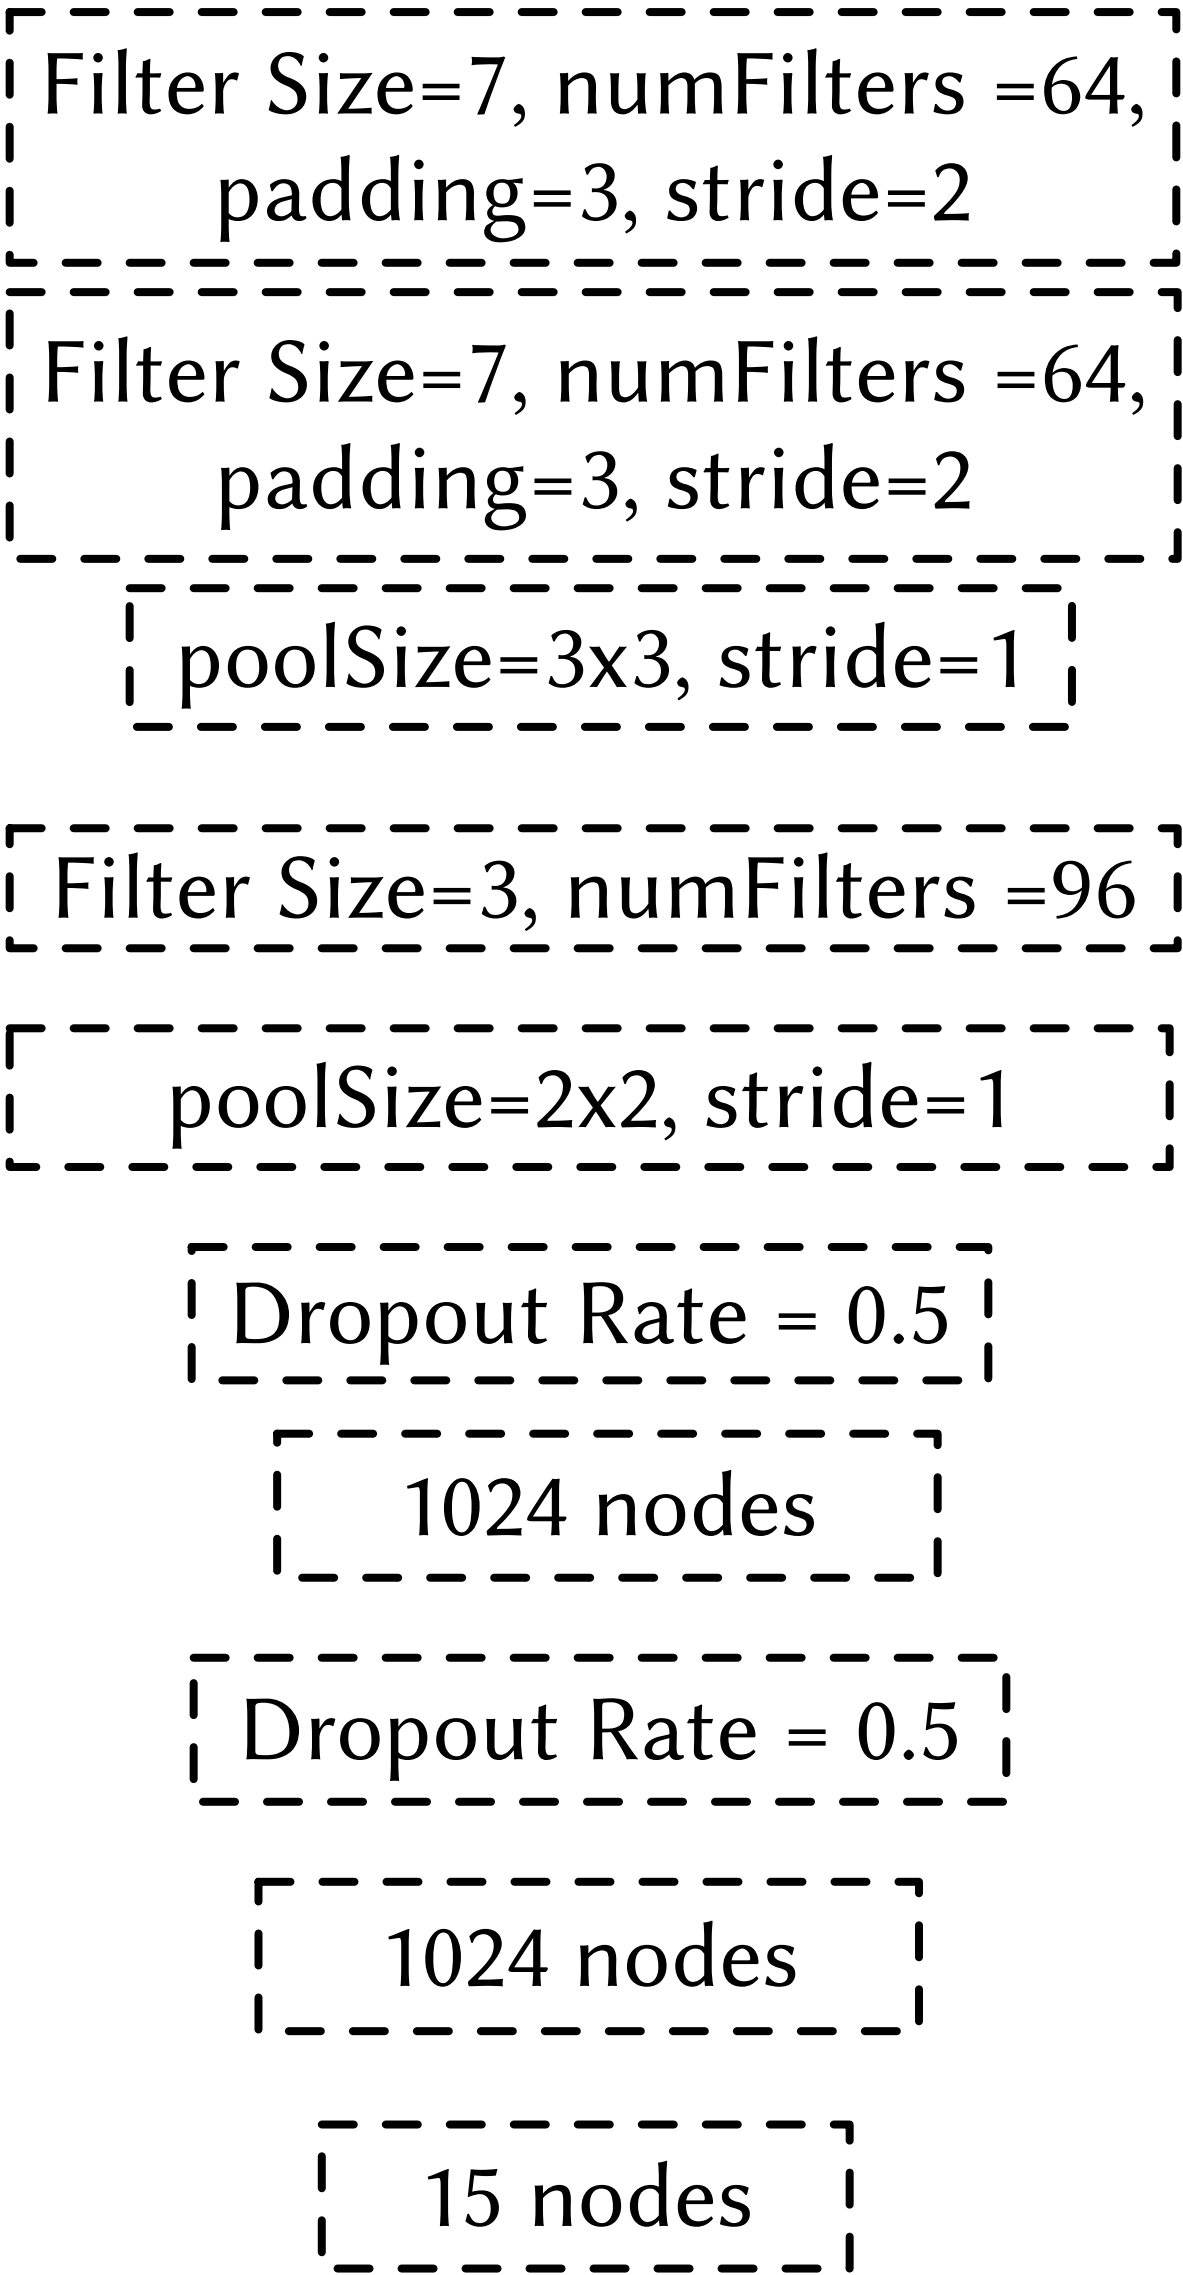 Filter Size=7, numFilters =64,
padding=3, stride=2
Filter Size=7, numFilters =64,
padding=3, stride=2
poolSize=3x3, stride=1
Filter Size=3, numFilters =96
poolSize=2x2, stride=1
Dropout Rate = 0.5
1024 nodes
Dropout Rate = 0.5
1024 nodes
15 nodes